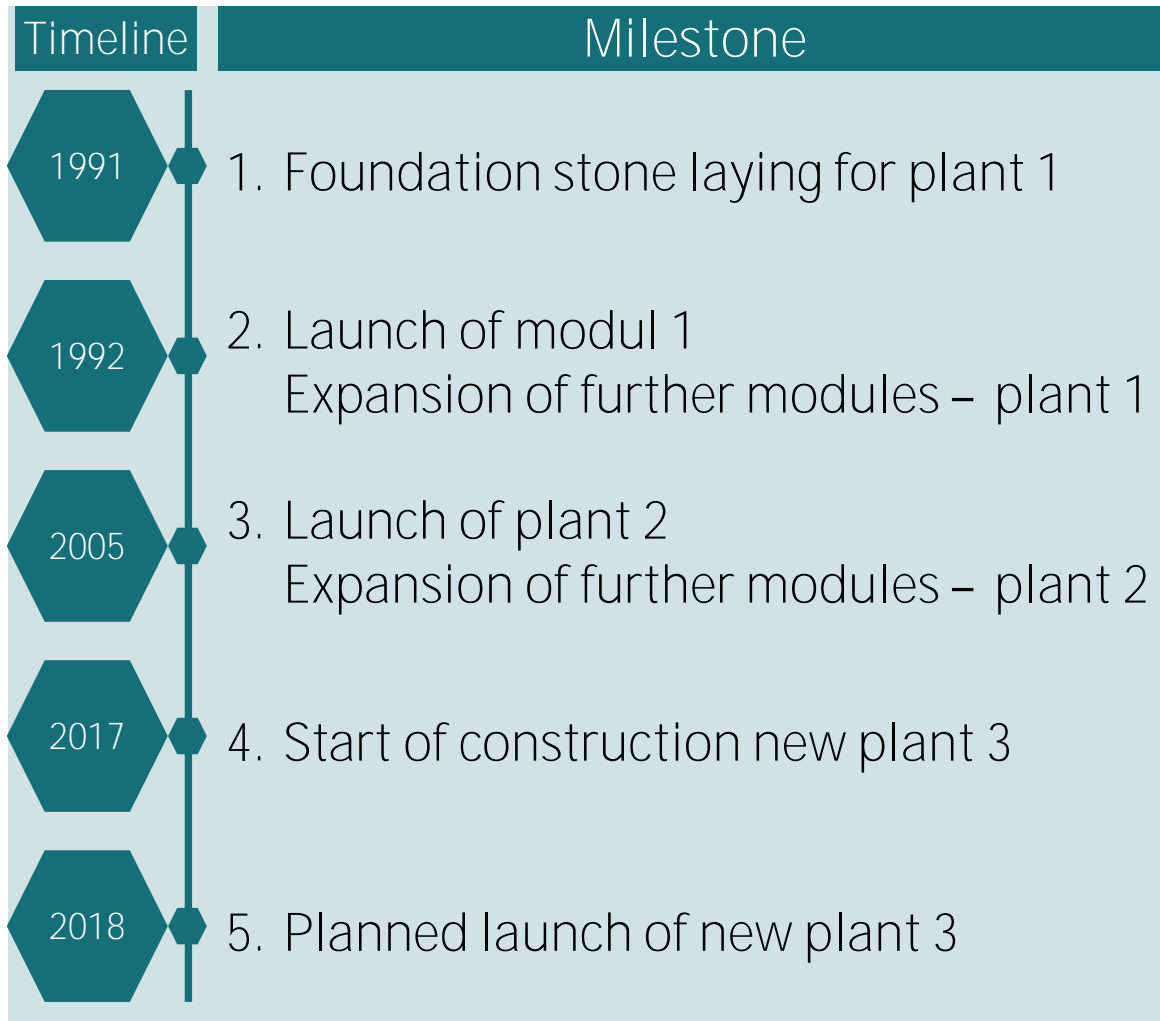 Timeline
Milestone
1991
1. Foundation stone laying for plant 1
1992
2. Launch of modul 1
Expansion of further modules – plant 1
2005
3. Launch of plant 2
Expansion of further modules – plant 2
2017
4. Start of construction new plant 3
2018
5. Planned launch of new plant 3